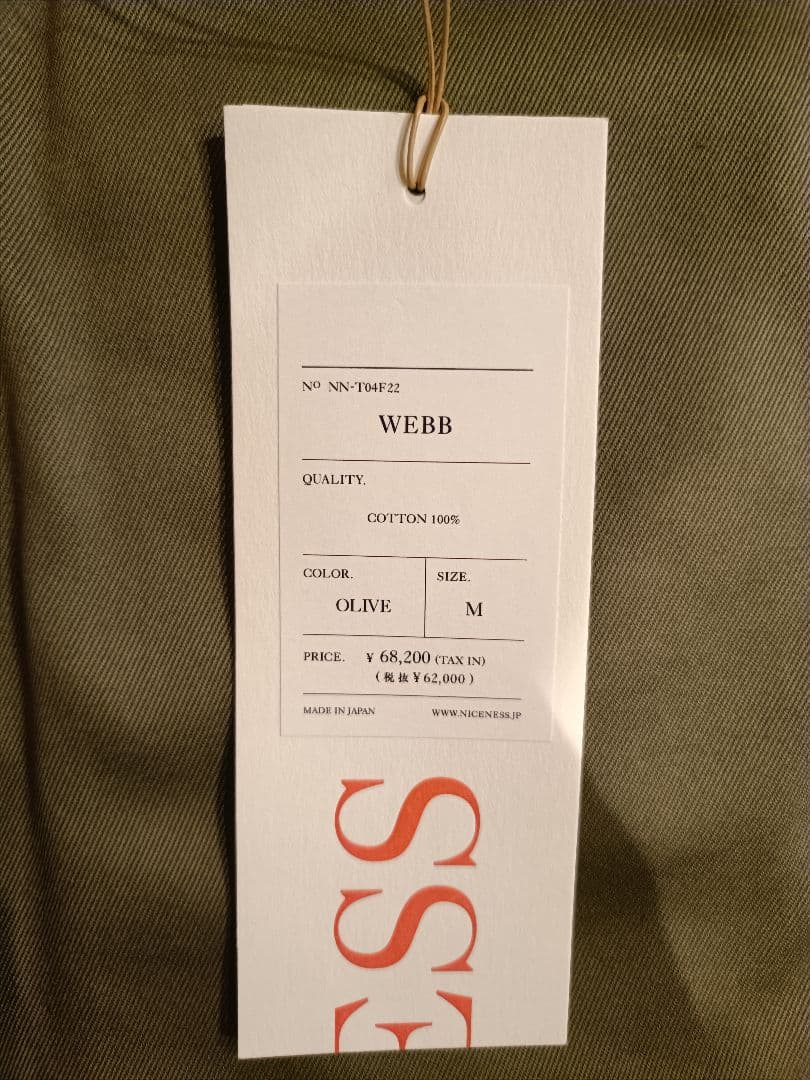 Nº NN-T04F22
WEBB
QUALITY.
COTTON 100%
COLOR.
OLIVE
SIZE.
M
PRICE. ¥ 68,200 (TAX IN)
(税抜¥62,000)
MADE IN JAPAN
WWW.NICENESS.JP
ESS